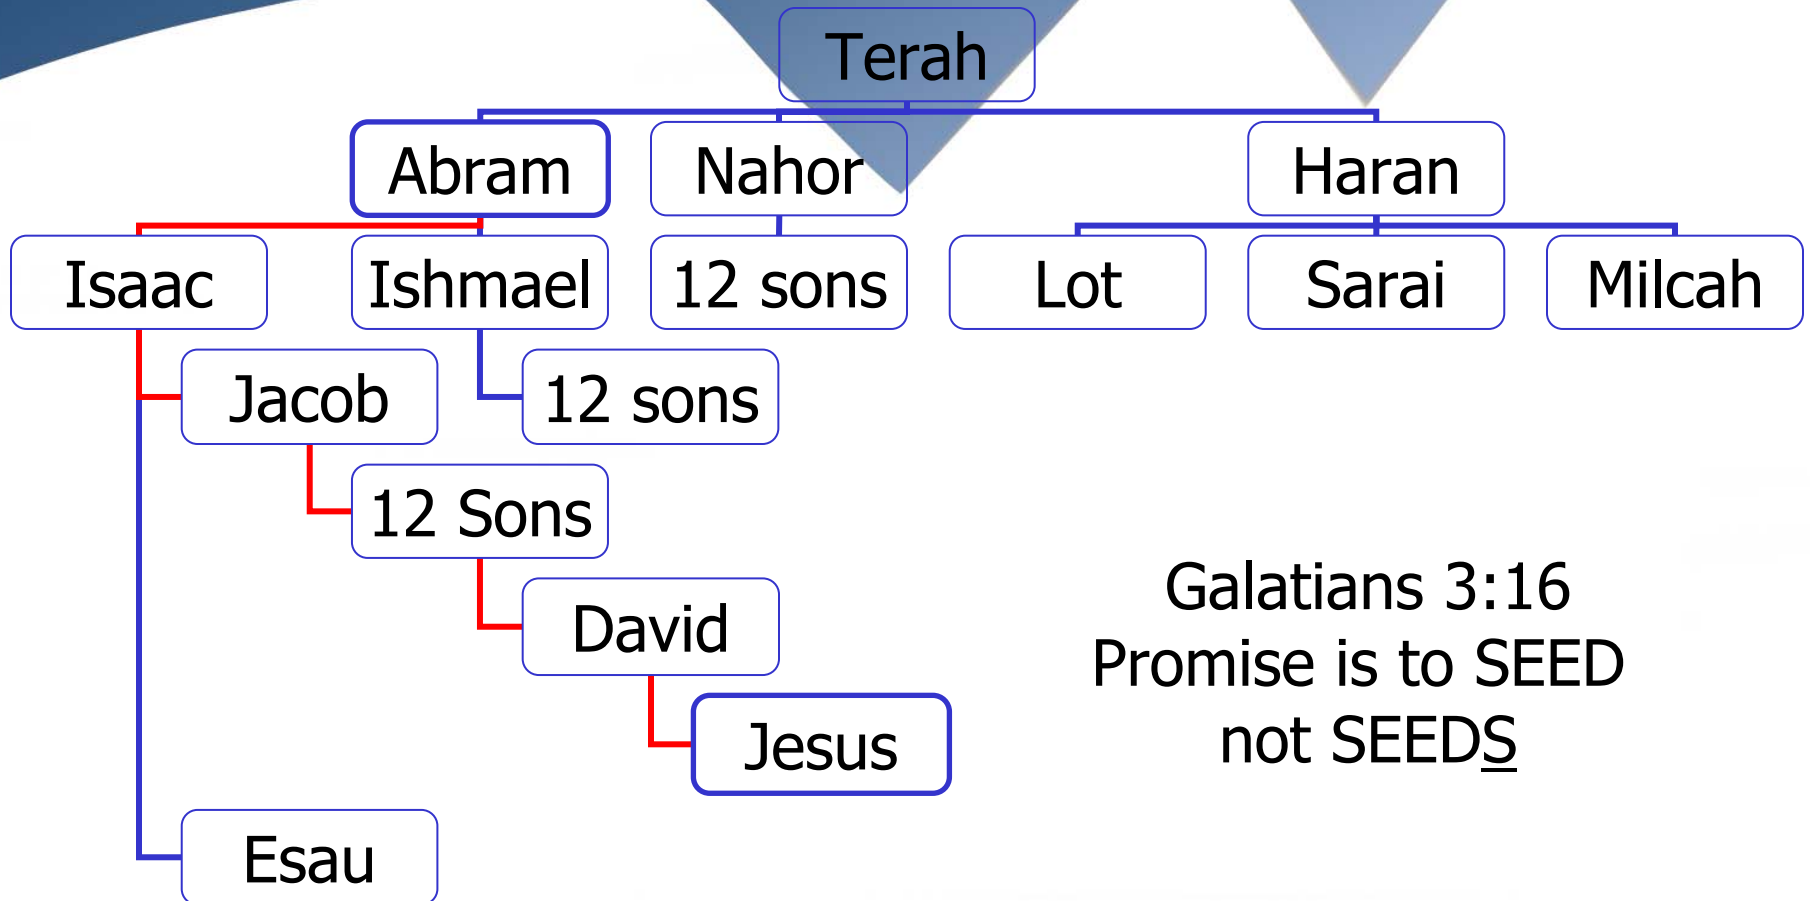 Terah
Abram
Nahor
Haran
Isaac
Ishmael
12 sons
Lot
Sarai
Milcah
Jacob
12 sons
12 Sons
David
Jesus
Esau
Galatians 3:16
Promise is to SEED
not SEEDS